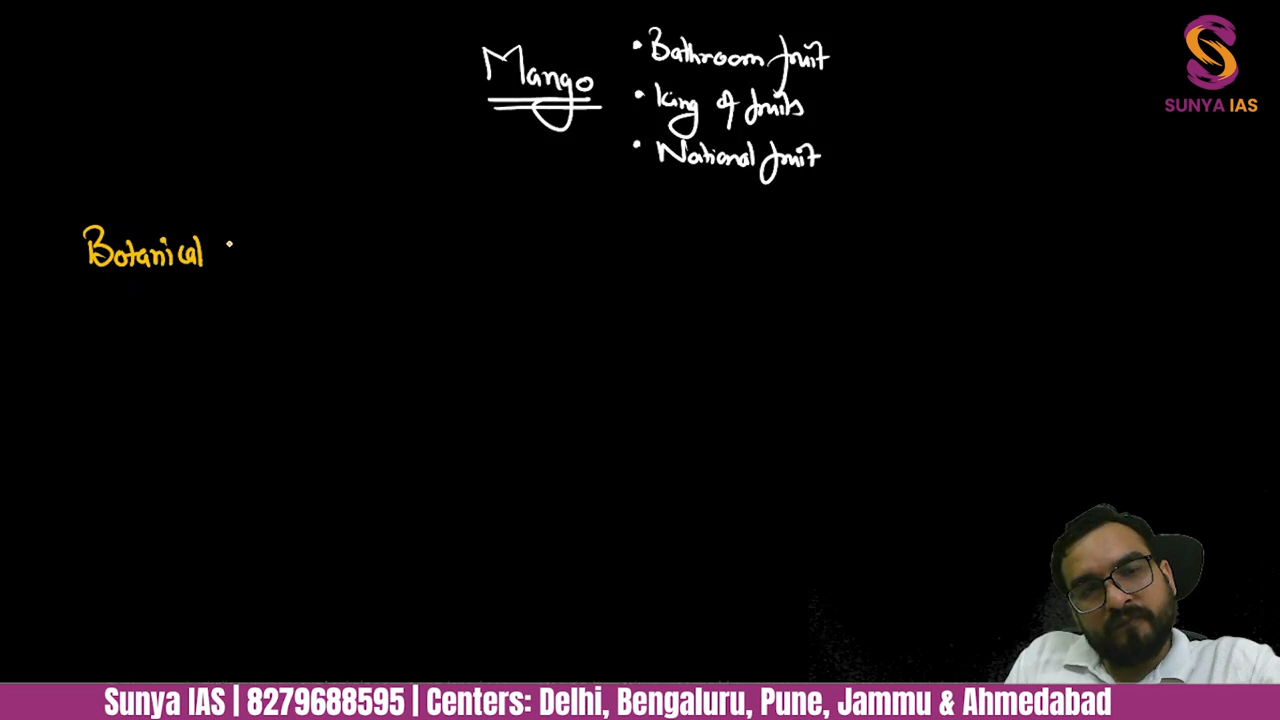 Mango
• Bathroom fruit
• King of fruits
• National fruit
SUNYA IAS
Botanical
Sunya IAS | 8279688595 | Centers: Delhi, Bengaluru, Pune, Jammu & Ahmedabad